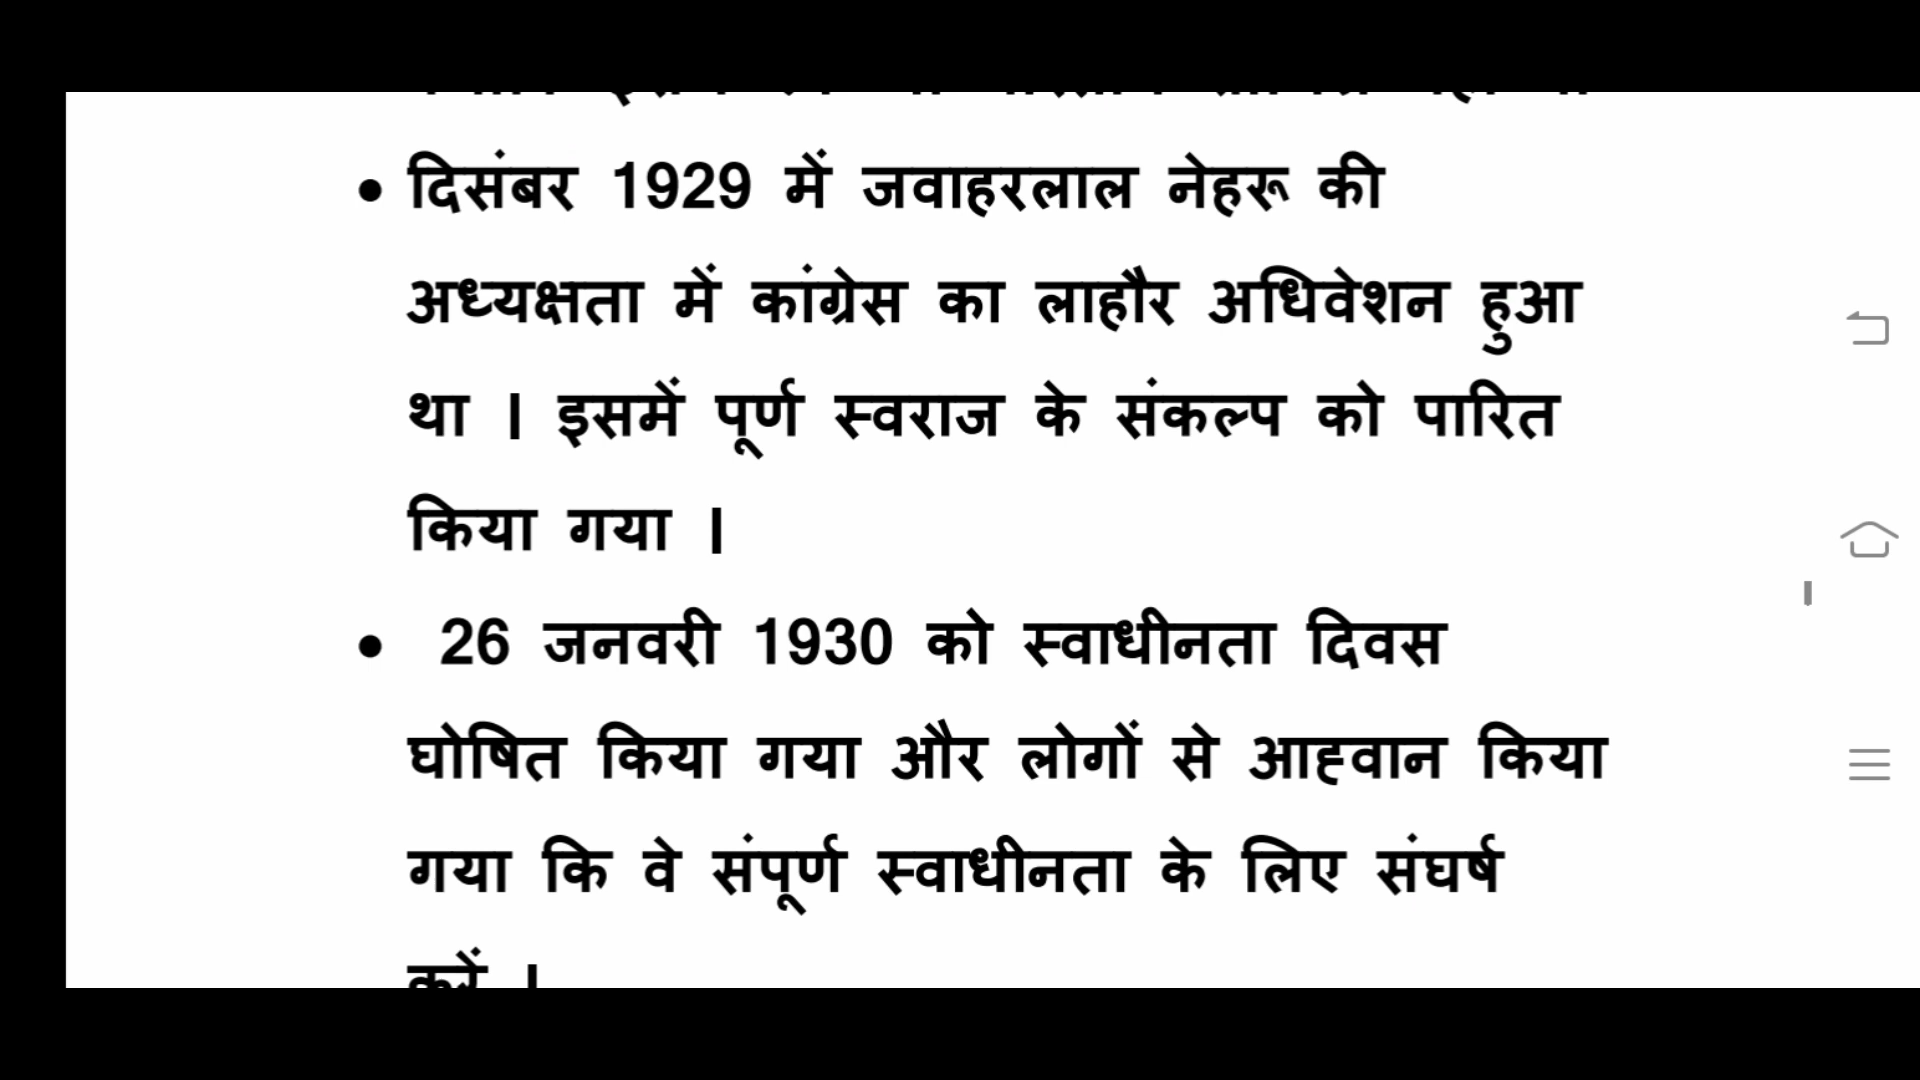 • दिसंबर 1929 में जवाहरलाल नेहरू की
अध्यक्षता में कांग्रेस का लाहौर अधिवेशन हुआ
था । इसमें पूर्ण स्वराज के संकल्प को पारित
किया गया ।
• 26 जनवरी 1930 को स्वाधीनता दिवस
घोषित किया गया और लोगों से आह्वान किया
गया कि वे संपूर्ण स्वाधीनता के लिए संघर्ष
करें ।